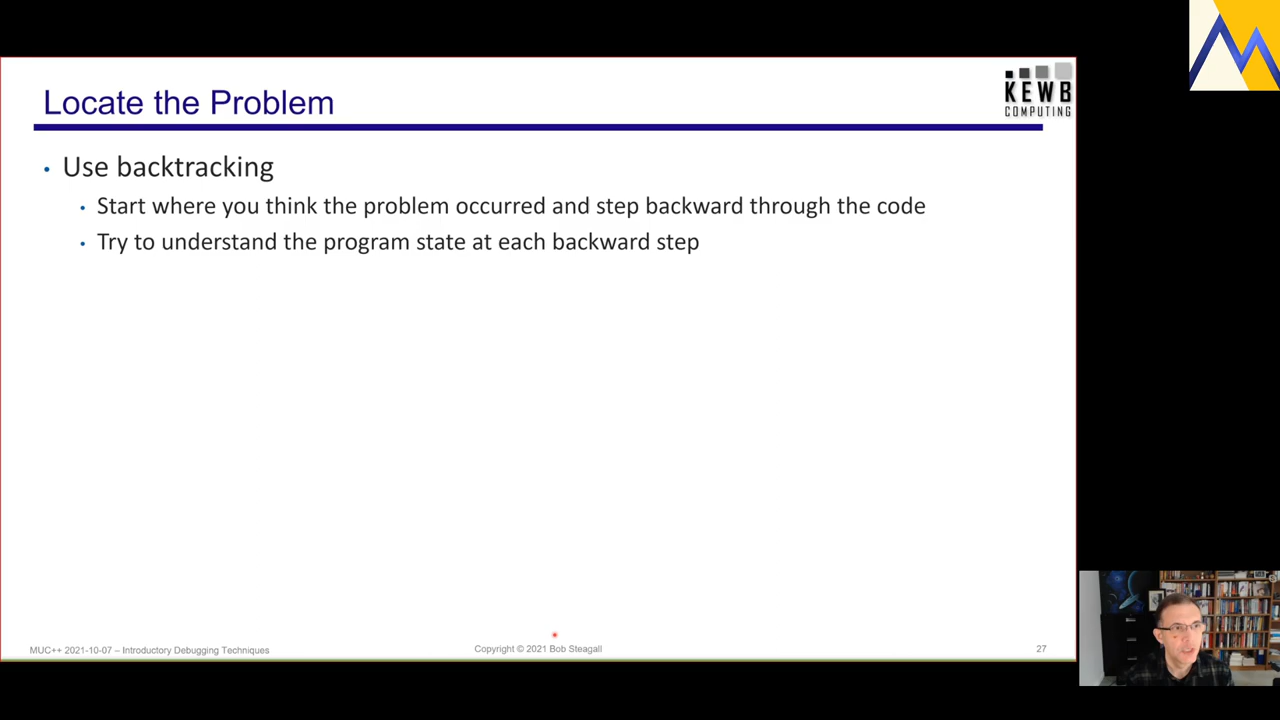 Locate the Problem
KEWB
COMPUTING
• Use backtracking
• Start where you think the problem occurred and step backward through the code
• Try to understand the program state at each backward step
MUC++ 2021-10-07 – Introductory Debugging Techniques
Copyright © 2021 Bob Steagall
27